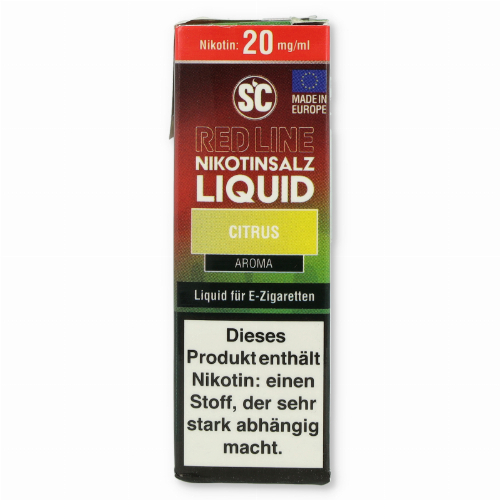 Nikotin: 20 mg/ml
SC
MADE IN
EUROPE
RED LINE
NIKOTINSALZ
LIQUID
CITRUS
AROMA
Liquid für E-Zigaretten
Dieses
Produkt enthält
Nikotin: einen
Stoff, der sehr
stark abhängig
macht.